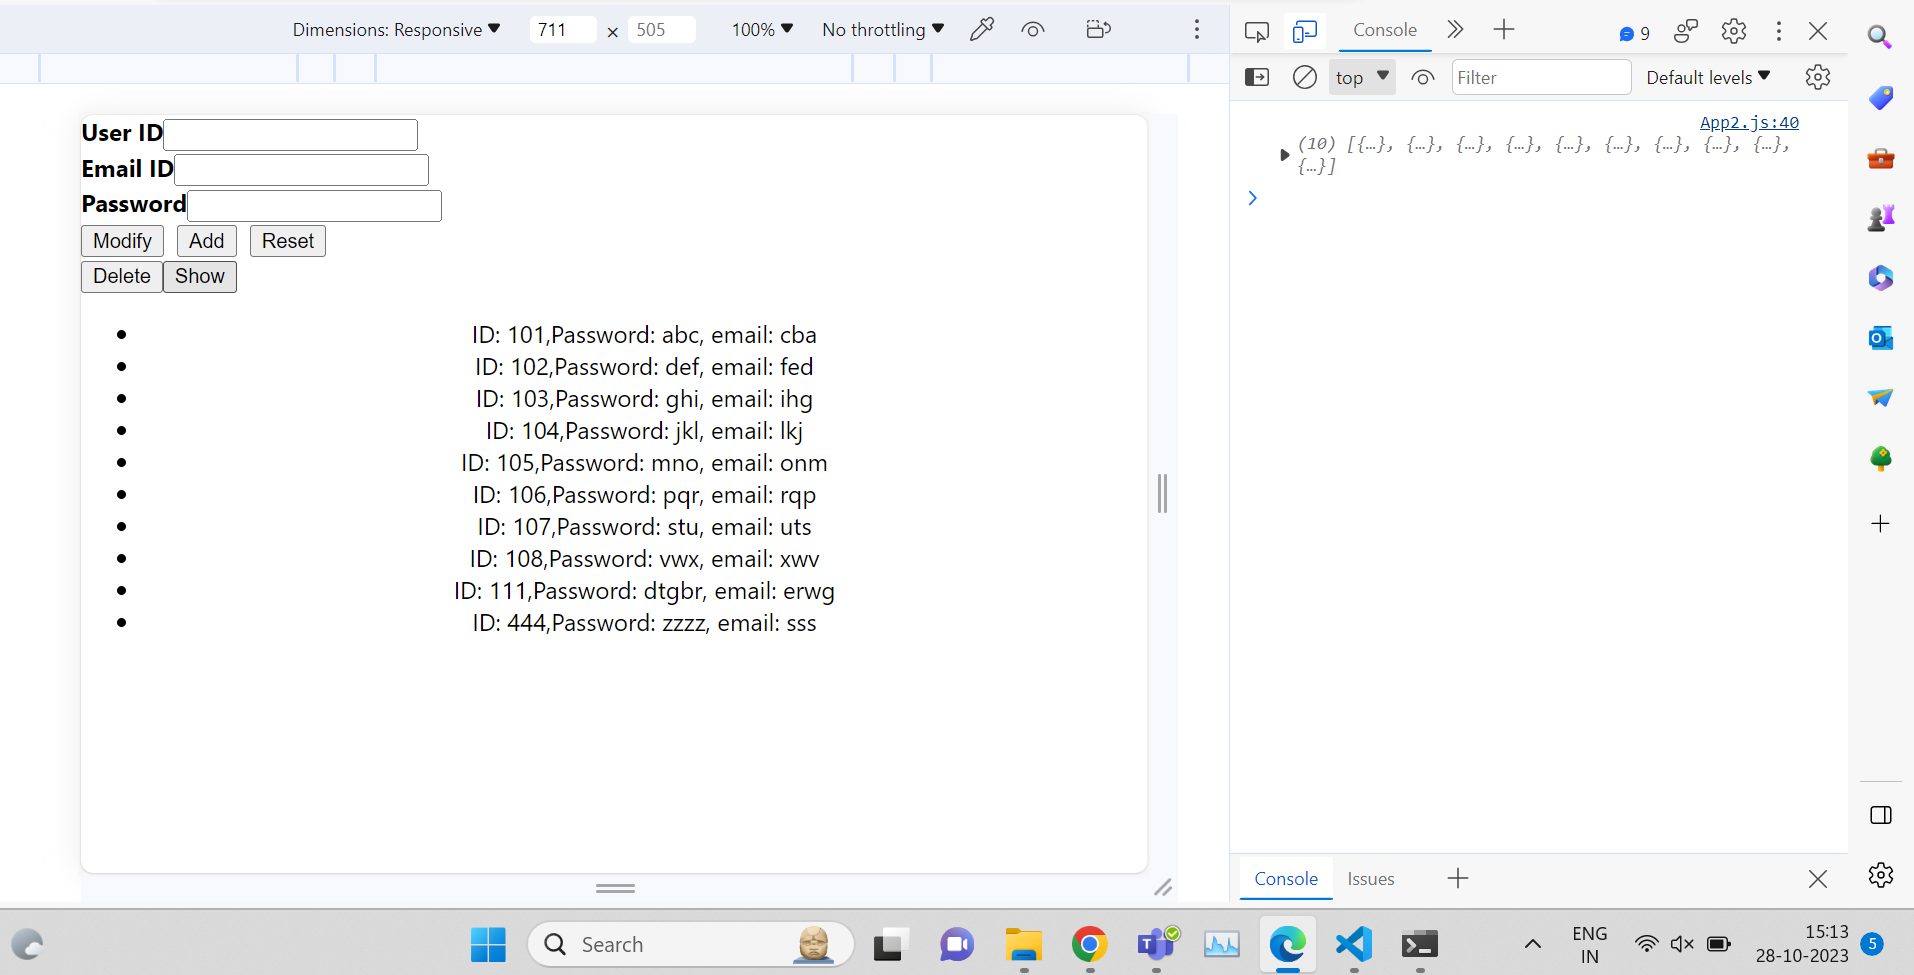 Dimensions: Responsive 711 × 505 100% No throttling
Console 9
top Filter Default levels
User ID
Email ID
Password
Modify Add Reset
Delete Show
ID: 101,Password: abc, email: cba
ID: 102,Password: def, email: fed
ID: 103,Password: ghi, email: ihg
ID: 104,Password: jkl, email: lkj
ID: 105,Password: mno, email: onm
ID: 106,Password: pqr, email: rqp
ID: 107,Password: stu, email: uts
ID: 108,Password: vwx, email: xwv
ID: 111,Password: dtgbr, email: erwg
ID: 444,Password: zzzz, email: sss
App2.js:40
(10) [{…}, {…}, {…}, {…}, {…}, {…}, {…}, {…}, {…},
{…}]
Console Issues
Search
ENG
IN
15:13
28-10-2023
5